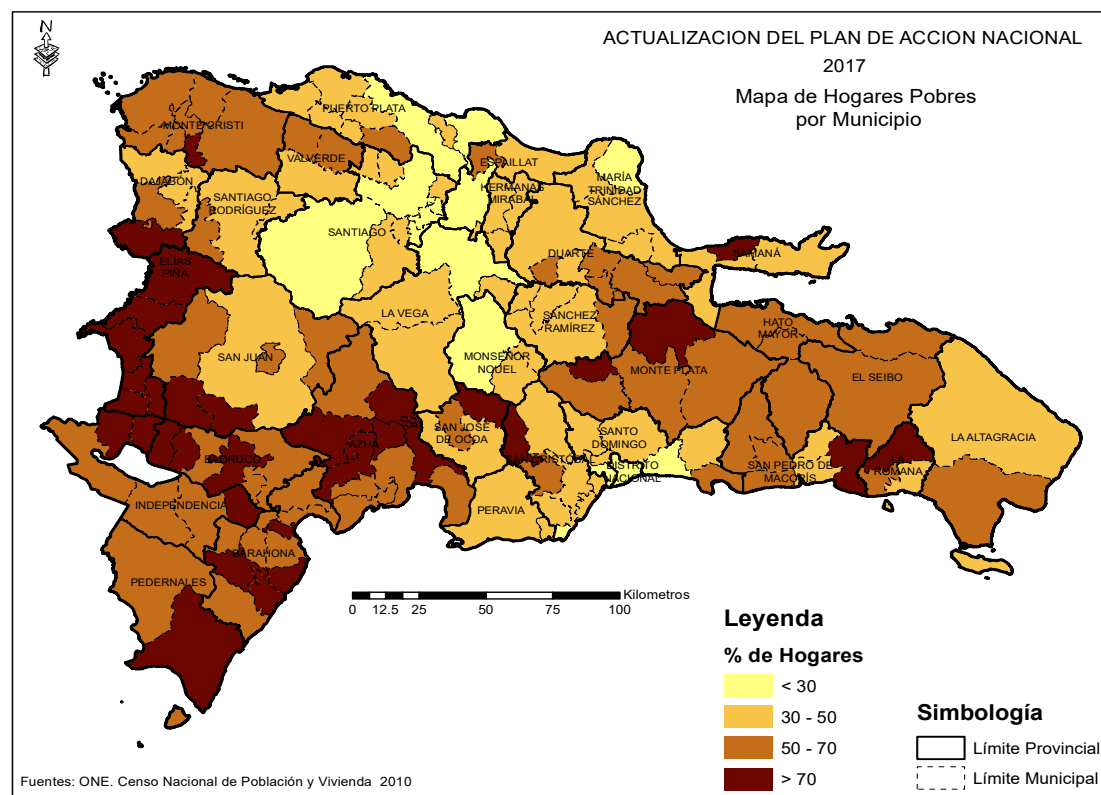 N
ACTUALIZACION DEL PLAN DE ACCION NACIONAL
2017
Mapa de Hogares Pobres
por Municipio
PUERTO PLATA
MONTE CRISTI
VALVERDE
ESPAILLAT
DAJABÓN
SANTIAGO
RODRÍGUEZ
HERMANAS
MIRABAL
MARÍA
TRINIDAD
SÁNCHEZ
SANTIAGO
DUARTE
SAMANÁ
ELÍAS
PIÑA
LA VEGA
SÁNCHEZ
RAMÍREZ
HATO
MAYOR
SAN JUAN
MONSEÑOR
NOUEL
MONTE PLATA
EL SEIBO
SAN JOSÉ
DE OCOA
SANTO
DOMINGO
LA ALTAGRACIA
AZUA
BAORUCO
SAN CRISTÓBAL
DISTRITO
NACIONAL
SAN PEDRO DE
MACORÍS
LA
ROMANA
INDEPENDENCIA
PERAVIA
BARAHONA
PEDERNALES
Kilometros
0 12.5 25 50 75 100
Leyenda
% de Hogares
< 30
30 - 50
50 - 70
> 70
Simbología
Límite Provincial
Límite Municipal
Fuentes: ONE. Censo Nacional de Población y Vivienda 2010